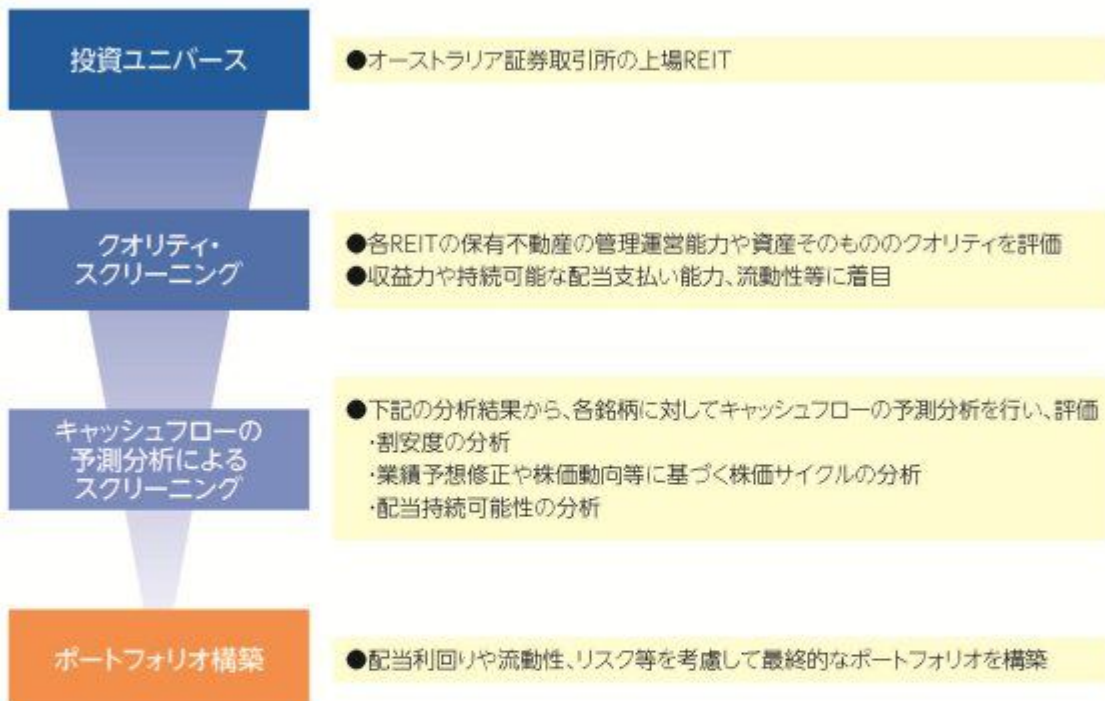 投資ユニバース
●オーストラリア証券取引所の上場REIT
クオリティ・
スクリーニング
●各REITの保有不動産の管理運営能力や資産そのもののクオリティを評価
●収益力や持続可能な配当支払い能力、流動性等に着目
キャッシュフローの
予測分析による
スクリーニング
●下記の分析結果から、各銘柄に対してキャッシュフローの予測分析を行い、評価
・割安度の分析
・業績予想修正や株価動向等に基づく株価サイクルの分析
・配当持続可能性の分析
ポートフォリオ構築
●配当利回りや流動性、リスク等を考慮して最終的なポートフォリオを構築